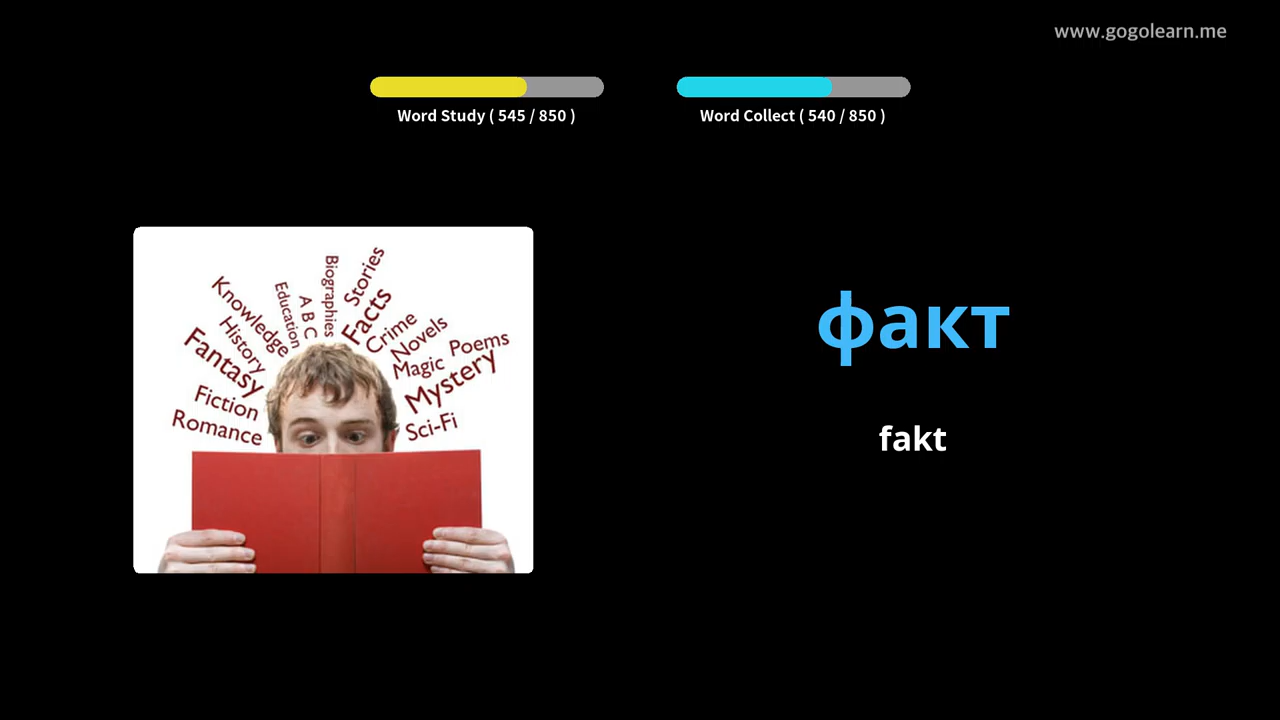 www.gogolearn.me
Word Study ( 545 / 850 )
Word Collect ( 540 / 850 )
Biographies
Stories
Education
A B C
Facts
Knowledge
Crime
History
Novels
Poems
Fantasy
Magic
Mystery
Fiction
Sci-Fi
Romance
факт
fakt